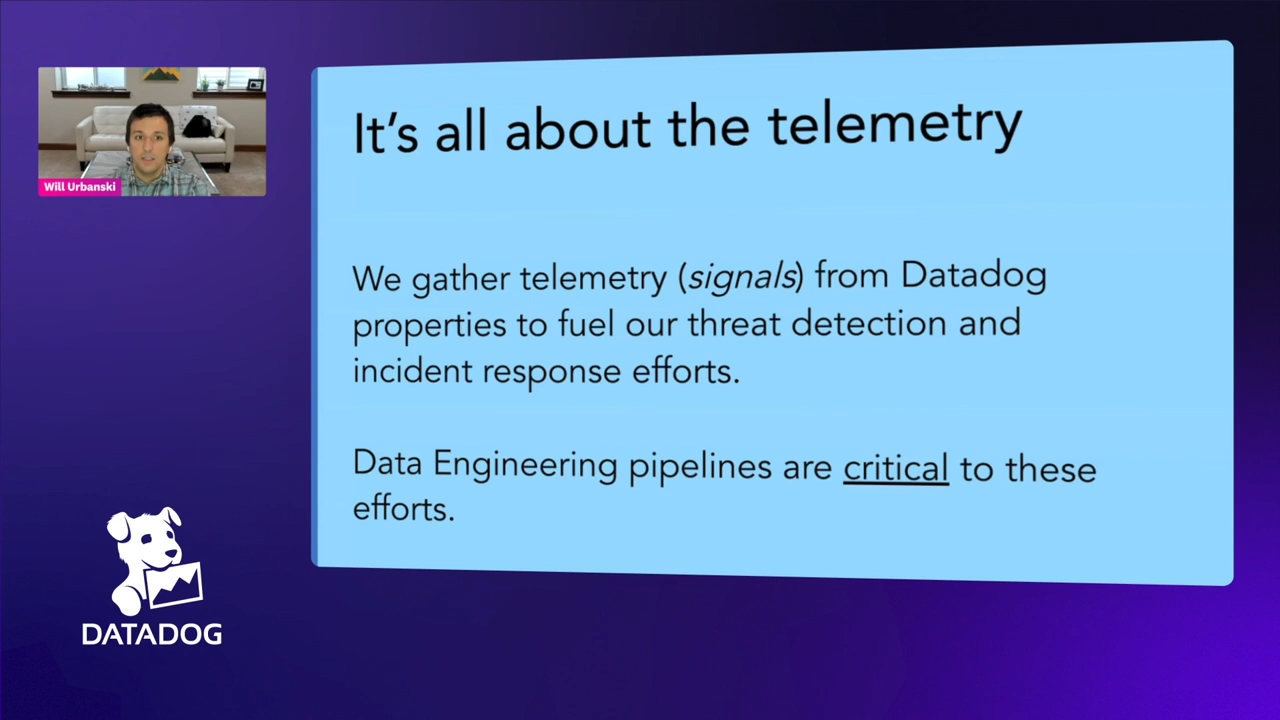 Will Urbanski
It's all about the telemetry
We gather telemetry (signals) from Datadog
properties to fuel our threat detection and
incident response efforts.
Data Engineering pipelines are critical to these
efforts.
DATADOG